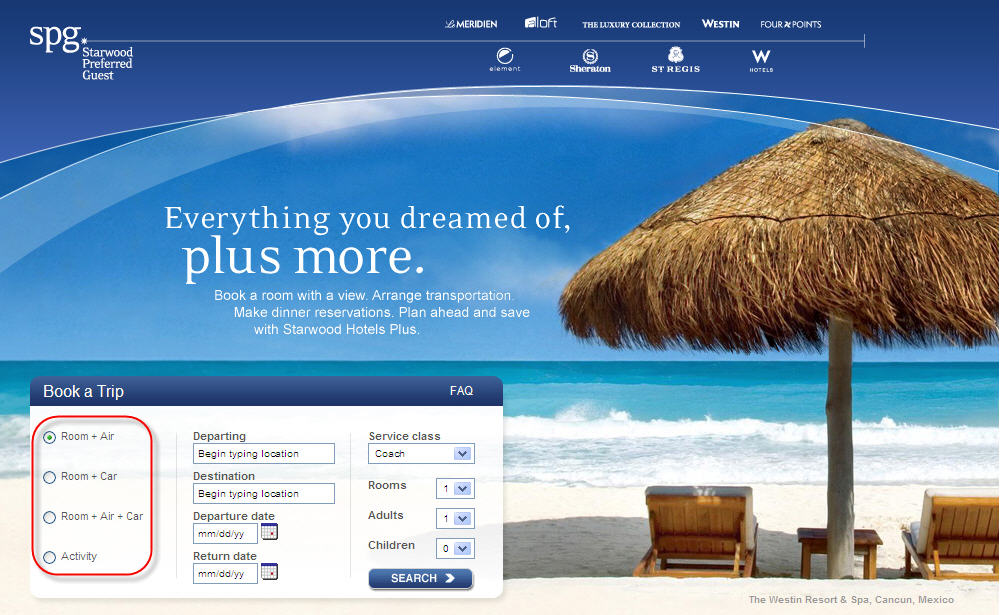 spg.
Starwood
Preferred
Guest
Le MERIDIEN
aloft
THE LUXURY COLLECTION
WESTIN
FOUR POINTS
element
Sheraton
ST REGIS
W
HOTELS
Everything you dreamed of,
plus more.
Book a room with a view. Arrange transportation.
Make dinner reservations. Plan ahead and save
with Starwood Hotels Plus.
Book a Trip
FAQ
Room + Air
Room + Car
Room + Air + Car
Activity
Departing
Begin typing location
Destination
Begin typing location
Departure date
mm/dd/yy
Return date
mm/dd/yy
Service class
Coach
Rooms
1
Adults
1
Children
0
SEARCH
The Westin Resort & Spa, Cancun, Mexico